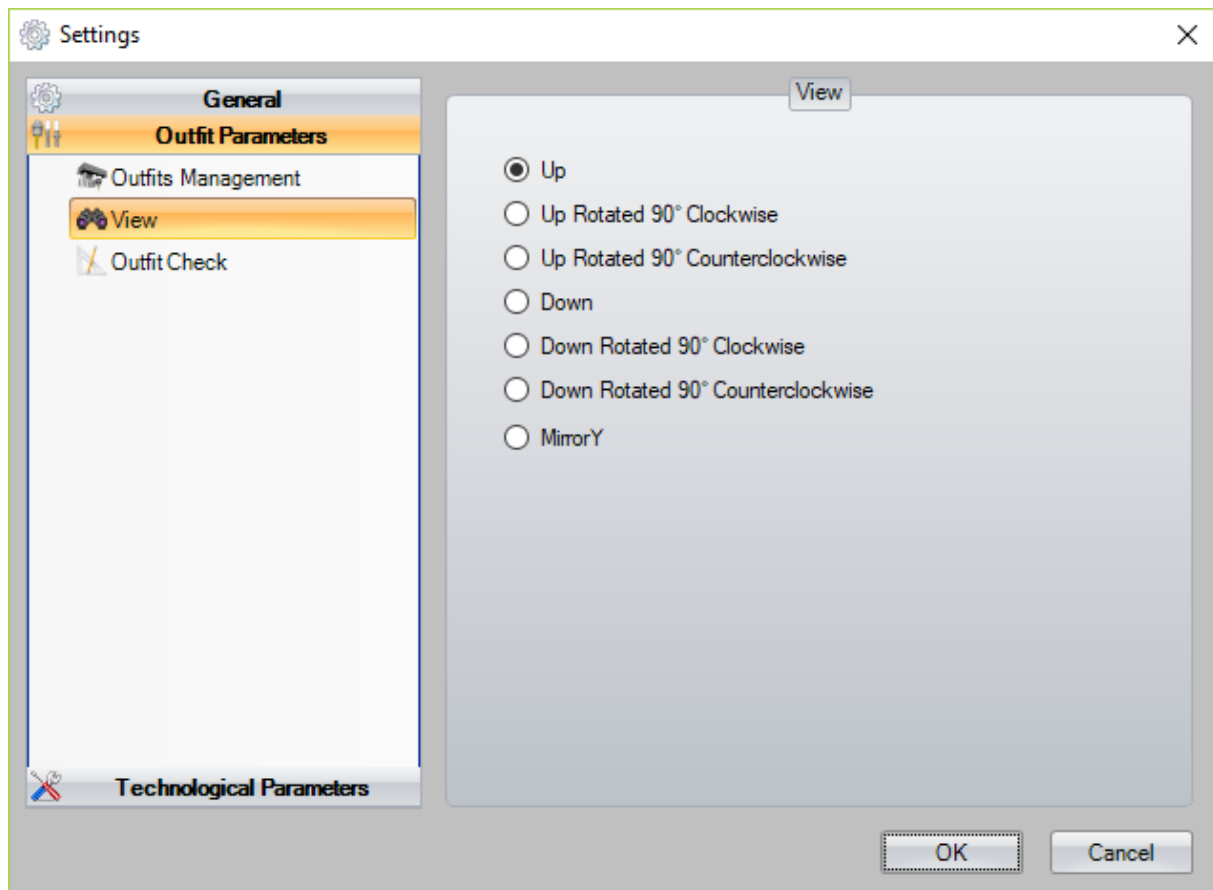 Settings
General
Outfit Parameters
Outfits Management
View
Outfit Check
Technological Parameters
View
Up
Up Rotated 90° Clockwise
Up Rotated 90° Counterclockwise
Down
Down Rotated 90° Clockwise
Down Rotated 90° Counterclockwise
MirrorY
OK
Cancel